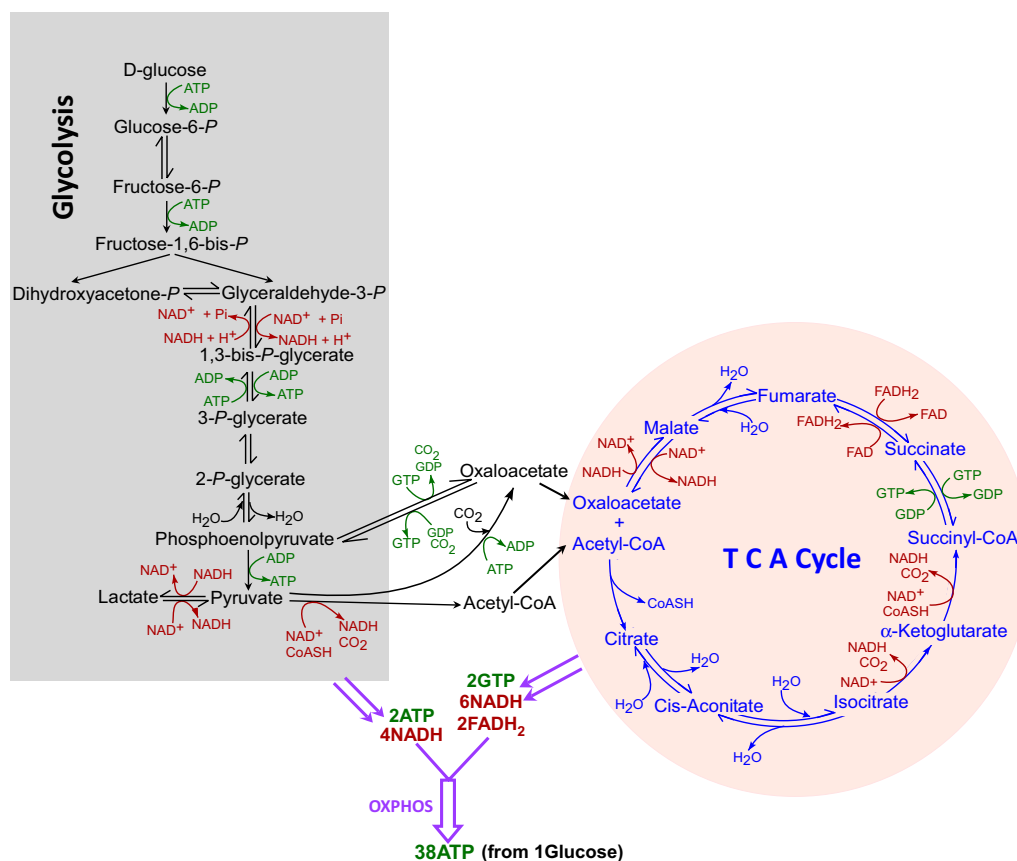 Glycolysis
D-glucose
ATP
ADP
Glucose-6-P
Fructose-6-P
ATP
ADP
Fructose-1,6-bis-P
Dihydroxyacetone-P
Glyceraldehyde-3-P
NAD+ + Pi
NAD+ + Pi
NADH + H+
NADH + H+
1,3-bis-P-glycerate
ADP
ADP
ATP
ATP
3-P-glycerate
2-P-glycerate
H2O
H2O
Phosphoenolpyruvate
ADP
ATP
NAD+
NADH
Lactate
Pyruvate
NAD+
NADH
NAD+
CoASH
NADH
CO2
CO2
GDP
GTP
GTP
GDP
CO2
Oxaloacetate
CO2
ADP
ATP
Acetyl-CoA
T C A Cycle
Oxaloacetate
+
Acetyl-CoA
CoASH
Citrate
H2O
H2O
Cis-Aconitate
H2O
H2O
Isocitrate
NADH
CO2
NAD+
α-Ketoglutarate
NADH
CO2
NAD+
CoASH
Succinyl-CoA
GTP
GTP
GDP
GDP
Succinate
FADH2
FAD
FADH2
FAD
Fumarate
H2O
H2O
Malate
NAD+
NAD+
NADH
NADH
2ATP
4NADH
2GTP
6NADH
2FADH2
OXPHOS
38ATP (from 1Glucose)